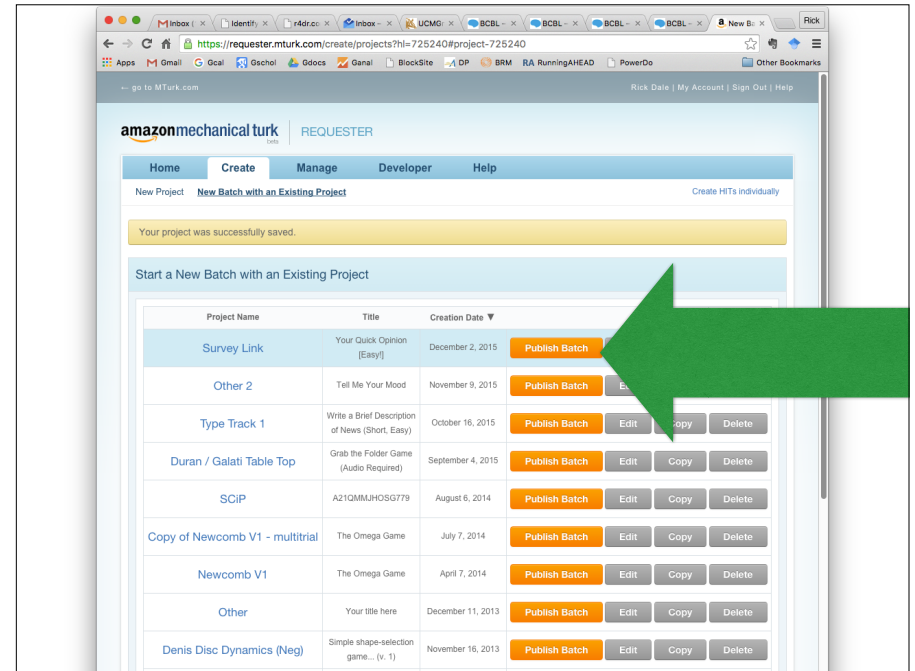 Inbox (
Identify
r4dr.co
Inbox –
UCMG
BCBL –
BCBL –
BCBL –
BCBL –
New Ba
Rick
https://requester.mturk.com/create/projects?hl=725240#project-725240
Apps Gmail Gcal Gschol Gdocs Ganal BlockSite DP BRM RA RunningAHEAD PowerDo Other Bookmarks
← go to MTurk.com Rick Dale | My Account | Sign Out | Help
amazonmechanical turk REQUESTER
beta
Home Create Manage Developer Help
New Project New Batch with an Existing Project Create HITs individually
Your project was successfully saved.
Start a New Batch with an Existing Project
Project Name Title Creation Date ▼
Survey Link Your Quick Opinion [Easy!] December 2, 2015 Publish Batch
Other 2 Tell Me Your Mood November 9, 2015 Publish Batch
Type Track 1 Write a Brief Description of News (Short, Easy) October 16, 2015 Publish Batch Edit Copy Delete
Duran / Galati Table Top Grab the Folder Game (Audio Required) September 4, 2015 Publish Batch Edit Copy Delete
SCiP A21QMMJHOSG779 August 6, 2014 Publish Batch Edit Copy Delete
Copy of Newcomb V1 - multitrial The Omega Game July 7, 2014 Publish Batch Edit Copy Delete
Newcomb V1 The Omega Game April 7, 2014 Publish Batch Edit Copy Delete
Other Your title here December 11, 2013 Publish Batch Edit Copy Delete
Denis Disc Dynamics (Neg) Simple shape-selection game... (v. 1) November 16, 2013 Publish Batch Edit Copy Delete